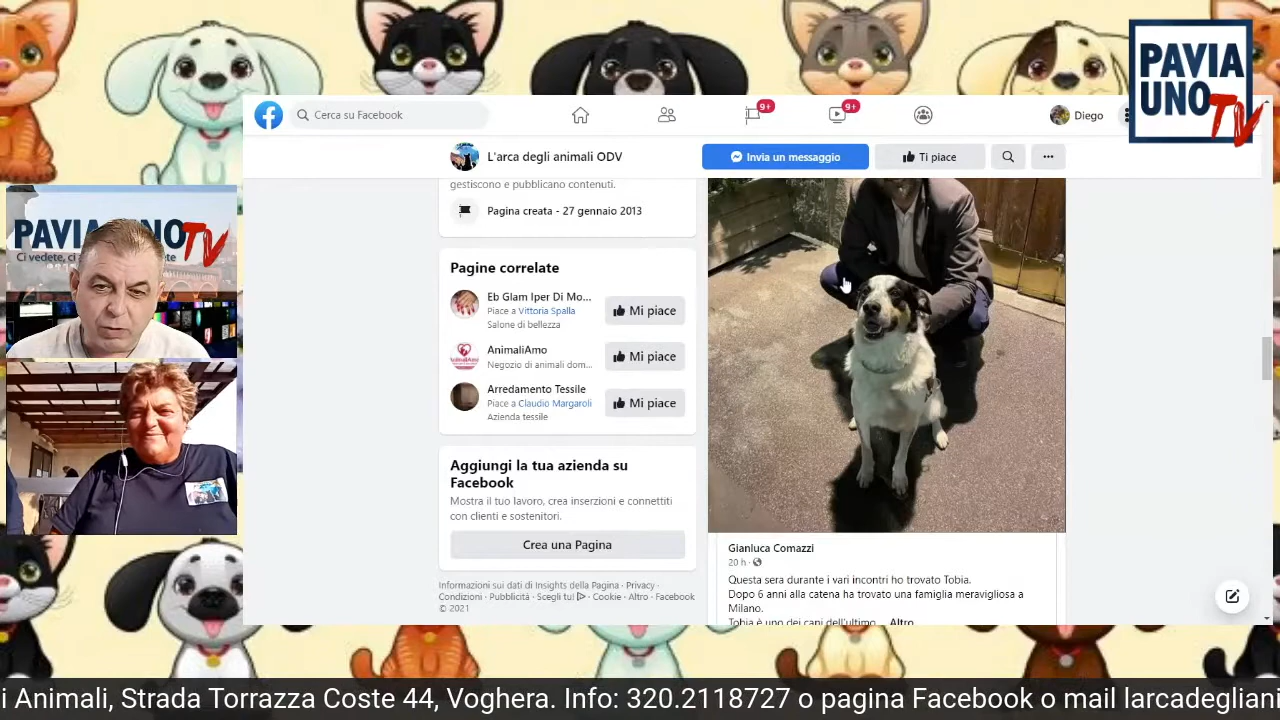 PAVIA
UNO TV
Cerca su Facebook
9+
9+
Diego
L'arca degli animali ODV
Invia un messaggio
Ti piace
gestiscono e pubblicano contenuti.
Pagina creata - 27 gennaio 2013
Pagine correlate
Eb Glam Iper Di Mo...
Piace a Vittoria Spalla
Salone di bellezza
Mi piace
AnimaliAmo
Negozio di animali dom...
Mi piace
Arredamento Tessile
Piace a Claudio Margaroli
Azienda tessile
Mi piace
Aggiungi la tua azienda su
Facebook
Mostra il tuo lavoro, crea inserzioni e connettiti
con clienti e sostenitori.
Crea una Pagina
Informazioni sui dati di Insights della Pagina · Privacy ·
Condizioni · Pubblicità · Scegli tu! · Cookie · Altro · Facebook
© 2021
Gianluca Comazzi
20 h ·
Questa sera durante i vari incontri ho trovato Tobia.
Dopo 6 anni alla catena ha trovato una famiglia meravigliosa a
Milano.
Tobia è uno dei cani dell'ultimo... Altro
PAVIA UNO TV
Ci vedete, ci
i Animali, Strada Torrazza Coste 44, Voghera. Info: 320.2118727 o pagina Facebook o mail larcadeglian